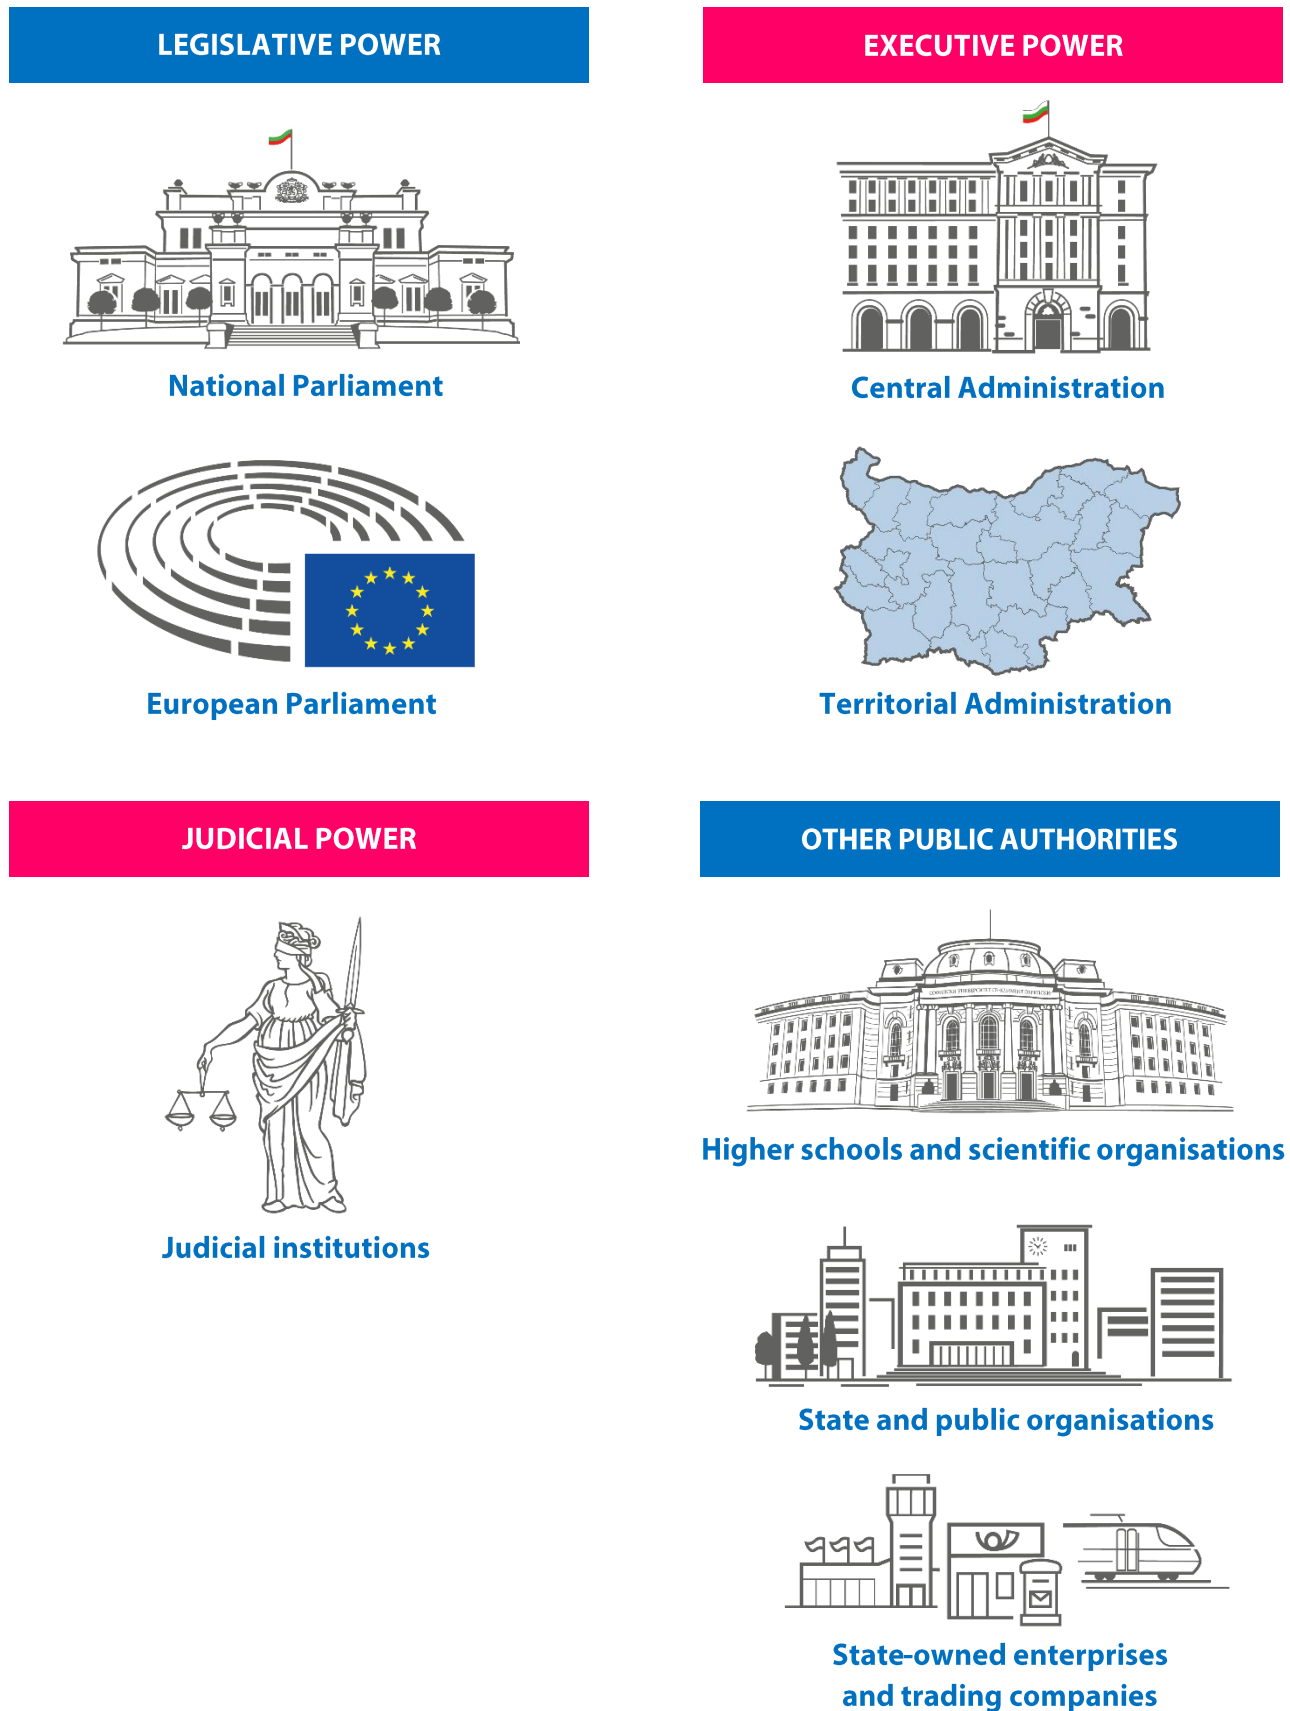 LEGISLATIVE POWER
National Parliament
European Parliament
EXECUTIVE POWER
Central Administration
Territorial Administration
JUDICIAL POWER
Judicial institutions
OTHER PUBLIC AUTHORITIES
Higher schools and scientific organisations
State and public organisations
State-owned enterprises
and trading companies